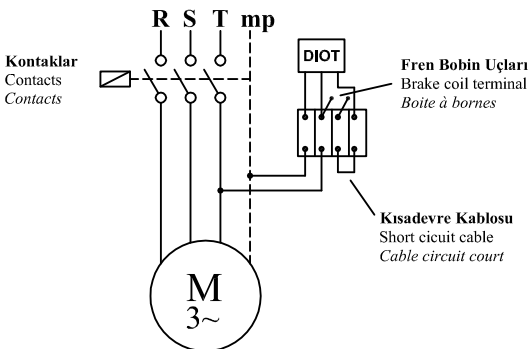 R S T mp
Kontaklar
Contacts
Contacts
DIOT
Fren Bobin Uçları
Brake coil terminal
Boite à bornes
Kısadevre Kablosu
Short cicuit cable
Cable circuit court
M
3~